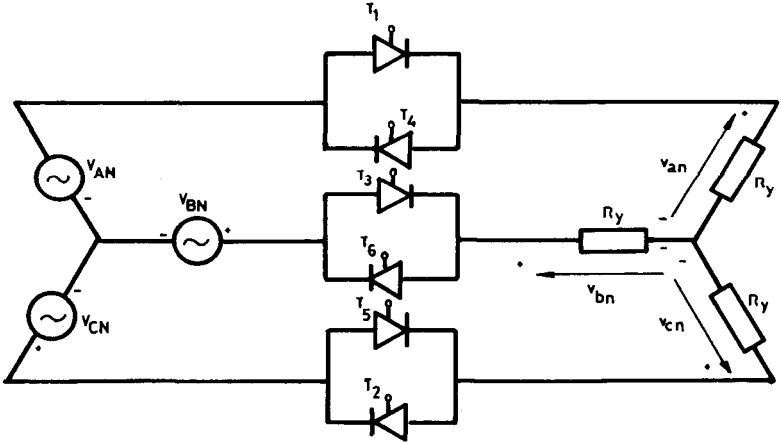 T1
T4
VAN
-
T3
VBN
- +
Ry
T6
-
VCN
+
T5
T2
+
van
Ry
-
-
-
+
vbn
vcn
Ry
+